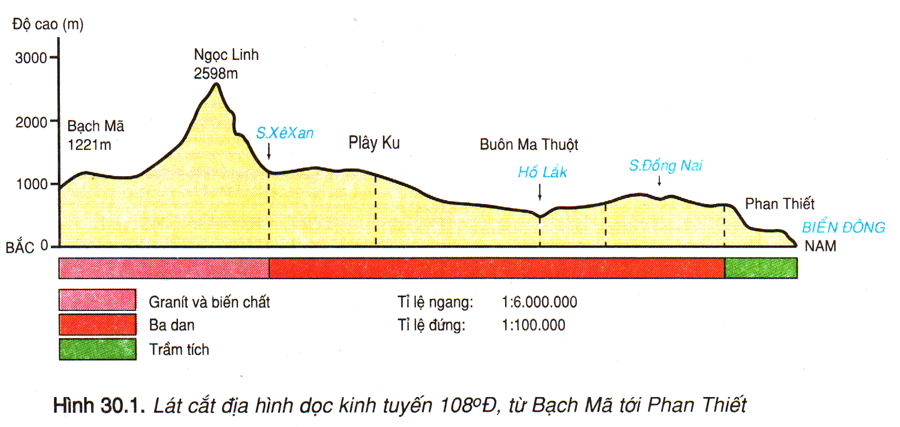 Độ cao (m)
3000
2000
1000
BẮC 0
Bạch Mã
1221m
Ngọc Linh
2598m
S.XêXan
Plây Ku
Buôn Ma Thuột
Hồ Lắk
S.Đồng Nai
Phan Thiết
BIỂN ĐÔNG
NAM
Granít và biến chất
Ba dan
Trầm tích
Tỉ lệ ngang: 1:6.000.000
Tỉ lệ đứng: 1:100.000
Hình 30.1. Lát cắt địa hình dọc kinh tuyến 108°Đ, từ Bạch Mã tới Phan Thiết